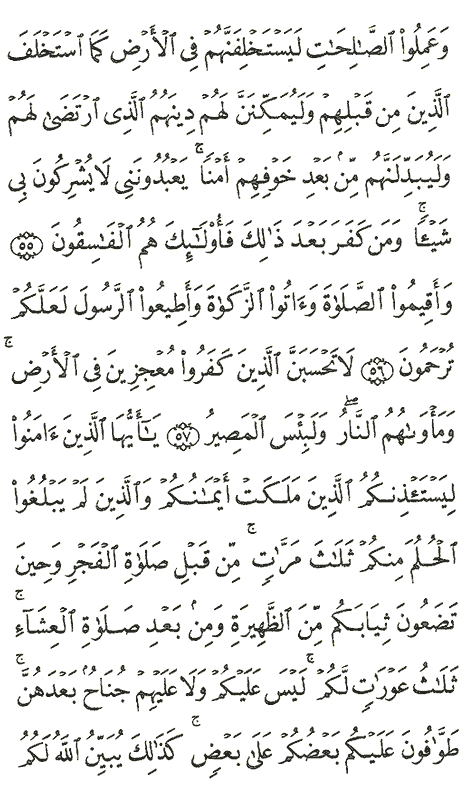 وَعَمِلُوا۟ ٱلصَّـٰلِحَـٰتِ لَيَسْتَخْلِفَنَّهُمْ فِى ٱلْأَرْضِ كَمَا ٱسْتَخْلَفَ
ٱلَّذِينَ مِن قَبْلِهِمْ وَلَيُمَكِّنَنَّ لَهُمْ دِينَهُمُ ٱلَّذِى ٱرْتَضَىٰ لَهُمْ
وَلَيُبَدِّلَنَّهُم مِّنۢ بَعْدِ خَوْفِهِمْ أَمْنًا ۚ يَعْبُدُونَنِى لَا يُشْرِكُونَ بِى
شَيْـًٔا ۚ وَمَن كَفَرَ بَعْدَ ذَٰلِكَ فَأُو۟لَـٰٓئِكَ هُمُ ٱلْفَـٰسِقُونَ ٥٥
وَأَقِيمُوا۟ ٱلصَّلَوٰةَ وَءَاتُوا۟ ٱلزَّكَوٰةَ وَأَطِيعُوا۟ ٱلرَّسُولَ لَعَلَّكُمْ
تُرْحَمُونَ ٥٦ لَا تَحْسَبَنَّ ٱلَّذِينَ كَفَرُوا۟ مُعْجِزِينَ فِى ٱلْأَرْضِ ۚ
وَمَأْوَىٰهُمُ ٱلنَّارُ ۖ وَلَبِئْسَ ٱلْمَصِيرُ ٥٧ يَـٰٓأَيُّهَا ٱلَّذِينَ ءَامَنُوا۟
لِيَسْتَـْٔذِنكُمُ ٱلَّذِينَ مَلَكَتْ أَيْمَـٰنُكُمْ وَٱلَّذِينَ لَمْ يَبْلُغُوا۟
ٱلْحُلُمَ مِنكُمْ ثَلَـٰثَ مَرَّٰتٍ ۚ مِّن قَبْلِ صَلَوٰةِ ٱلْفَجْرِ وَحِينَ
تَضَعُونَ ثِيَابَكُم مِّنَ ٱلظَّهِيرَةِ وَمِنۢ بَعْدِ صَلَوٰةِ ٱلْعِشَآءِ ۚ
ثَلَـٰثُ عَوْرَٰتٍ لَّكُمْ ۚ لَيْسَ عَلَيْكُمْ وَلَا عَلَيْهِمْ جُنَاحٌۢ بَعْدَهُنَّ ۚ
طَوَّٰفُونَ عَلَيْكُم بَعْضُكُمْ عَلَىٰ بَعْضٍ ۚ كَذَٰلِكَ يُبَيِّنُ ٱللَّهُ لَكُمُ